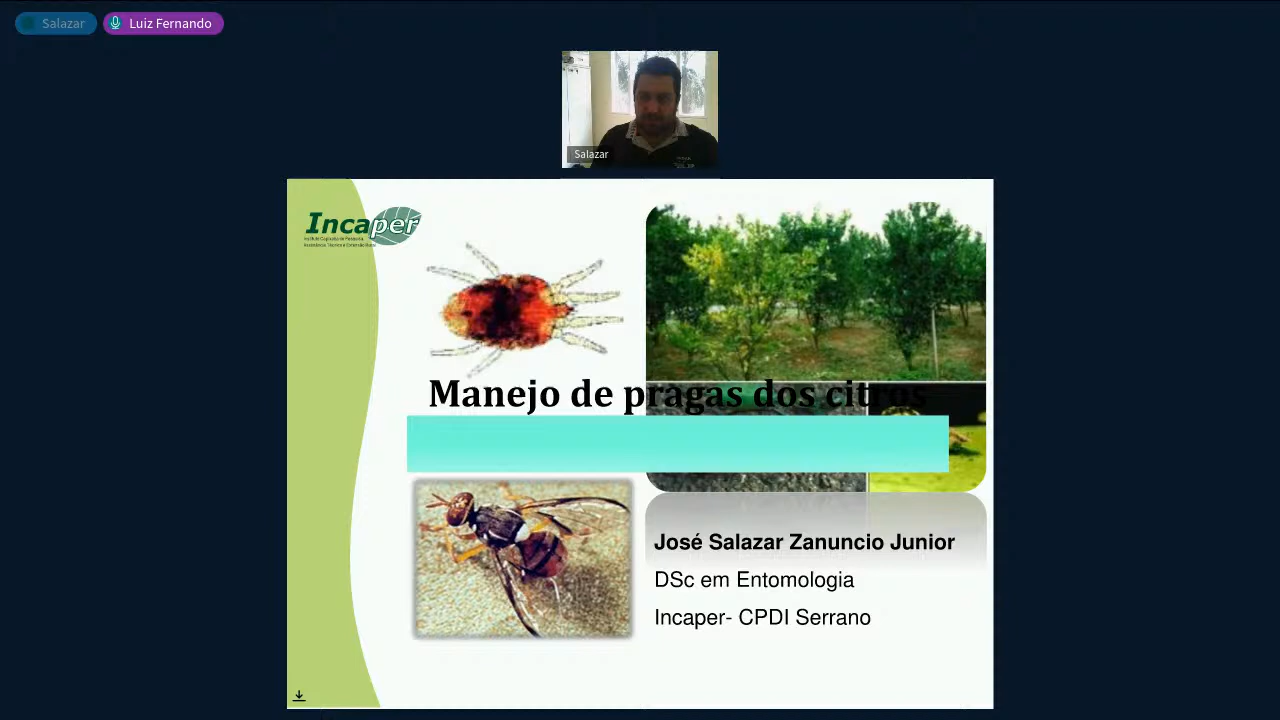 Salazar
Luiz Fernando
Salazar
Incaper
Instituto Capixaba de Pesquisa,
Assistência Técnica e Extensão Rural
Manejo de pragas dos citros
José Salazar Zanuncio Junior
DSc em Entomologia
Incaper- CPDI Serrano